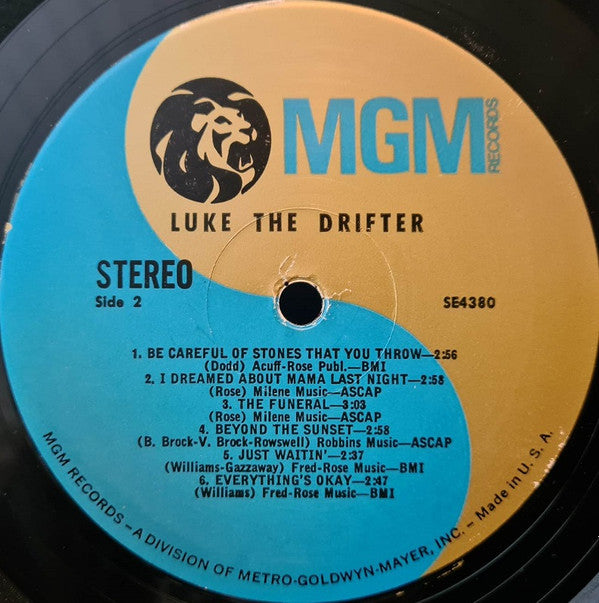 MGM
RECORDS
LUKE THE DRIFTER
STEREO
Side 2
SE4380
1. BE CAREFUL OF STONES THAT YOU THROW—2:56
(Dodd) Acuff-Rose Publ.—BMI
2. I DREAMED ABOUT MAMA LAST NIGHT—2:58
(Rose) Milene Music—ASCAP
3. THE FUNERAL—3:03
(Rose) Milene Music—ASCAP
4. BEYOND THE SUNSET—2:58
(B. Brock-V. Brock-Rowswell) Robbins Music—ASCAP
5. JUST WAITIN'—2:37
(Williams-Gazzaway) Fred-Rose Music—BMI
6. EVERYTHING'S OKAY—2:47
(Williams) Fred-Rose Music—BMI
MGM RECORDS – A DIVISION OF METRO-GOLDWYN-MAYER, INC. – Made in U. S. A.